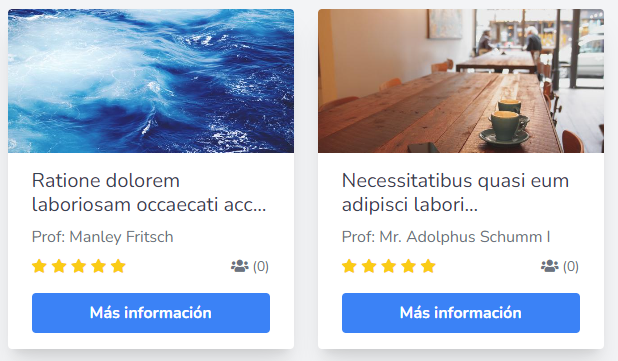 Ratione dolorem
laboriosam occaecati acc...
Prof: Manley Fritsch
(0)
Más información
Necessitatibus quasi eum
adipisci labori...
Prof: Mr. Adolphus Schumm I
(0)
Más información